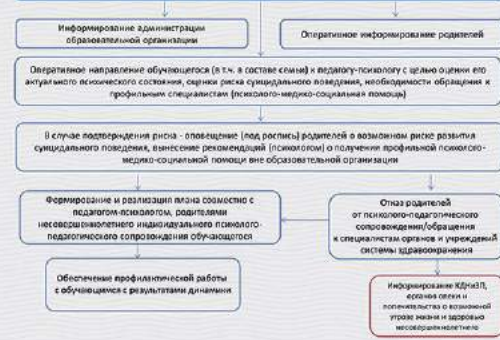 Информирование администрации
образовательной организации
Оперативное информирование родителей
Оперативное направление обучающегося (в т.ч. в составе семьи) к педагогу-психологу с целью оценки его
актуального психического состояния, оценки риска суицидального поведения, необходимости обращения к
профильным специалистам (психолого-медико-социальная помощь)
В случае подтверждения риска - оповещение (под роспись) родителей о возможном риске развития
суицидального поведения, вынесение рекомендаций (психологом) о получении профильной психолого-
медико-социальной помощи вне образовательной организации
Формирование и реализация плана совместно с
педагогом-психологом, родителями
несовершеннолетнего индивидуального психолого-
педагогического сопровождения обучающегося
Отказ родителей
от психолого-педагогического
сопровождения/обращения
к специалистам органов и учреждений
системы здравоохранения
Обеспечение профилактической работы
с обучающимся с результатами динамики
Информирование КДНиЗП,
органов опеки и
попечительства о возможной
угрозе жизни и здоровью
несовершеннолетнего